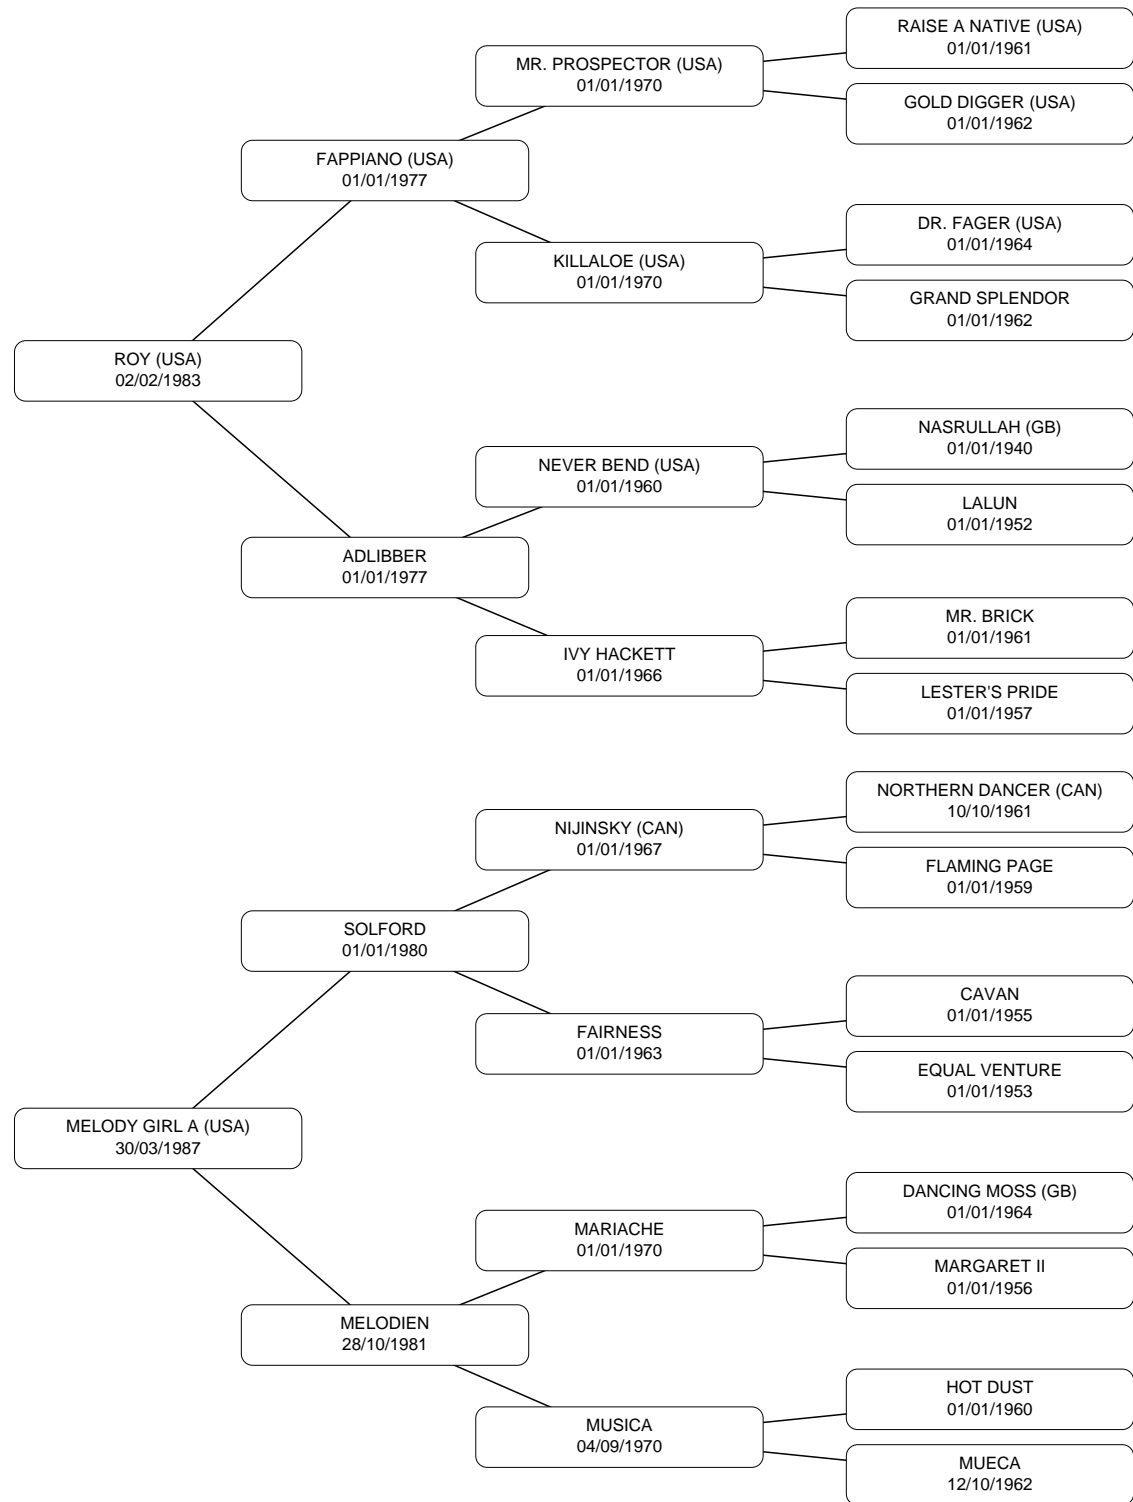 RAISE A NATIVE (USA)
01/01/1961
MR. PROSPECTOR (USA)
01/01/1970
GOLD DIGGER (USA)
01/01/1962
FAPPIANO (USA)
01/01/1977
DR. FAGER (USA)
01/01/1964
KILLALOE (USA)
01/01/1970
GRAND SPLENDOR
01/01/1962
ROY (USA)
02/02/1983
NASRULLAH (GB)
01/01/1940
NEVER BEND (USA)
01/01/1960
LALUN
01/01/1952
ADLIBBER
01/01/1977
MR. BRICK
01/01/1961
IVY HACKETT
01/01/1966
LESTER'S PRIDE
01/01/1957
NORTHERN DANCER (CAN)
10/10/1961
NIJINSKY (CAN)
01/01/1967
FLAMING PAGE
01/01/1959
SOLFORD
01/01/1980
CAVAN
01/01/1955
FAIRNESS
01/01/1963
EQUAL VENTURE
01/01/1953
MELODY GIRL A (USA)
30/03/1987
DANCING MOSS (GB)
01/01/1964
MARIACHE
01/01/1970
MARGARET II
01/01/1956
MELODIEN
28/10/1981
HOT DUST
01/01/1960
MUSICA
04/09/1970
MUECA
12/10/1962